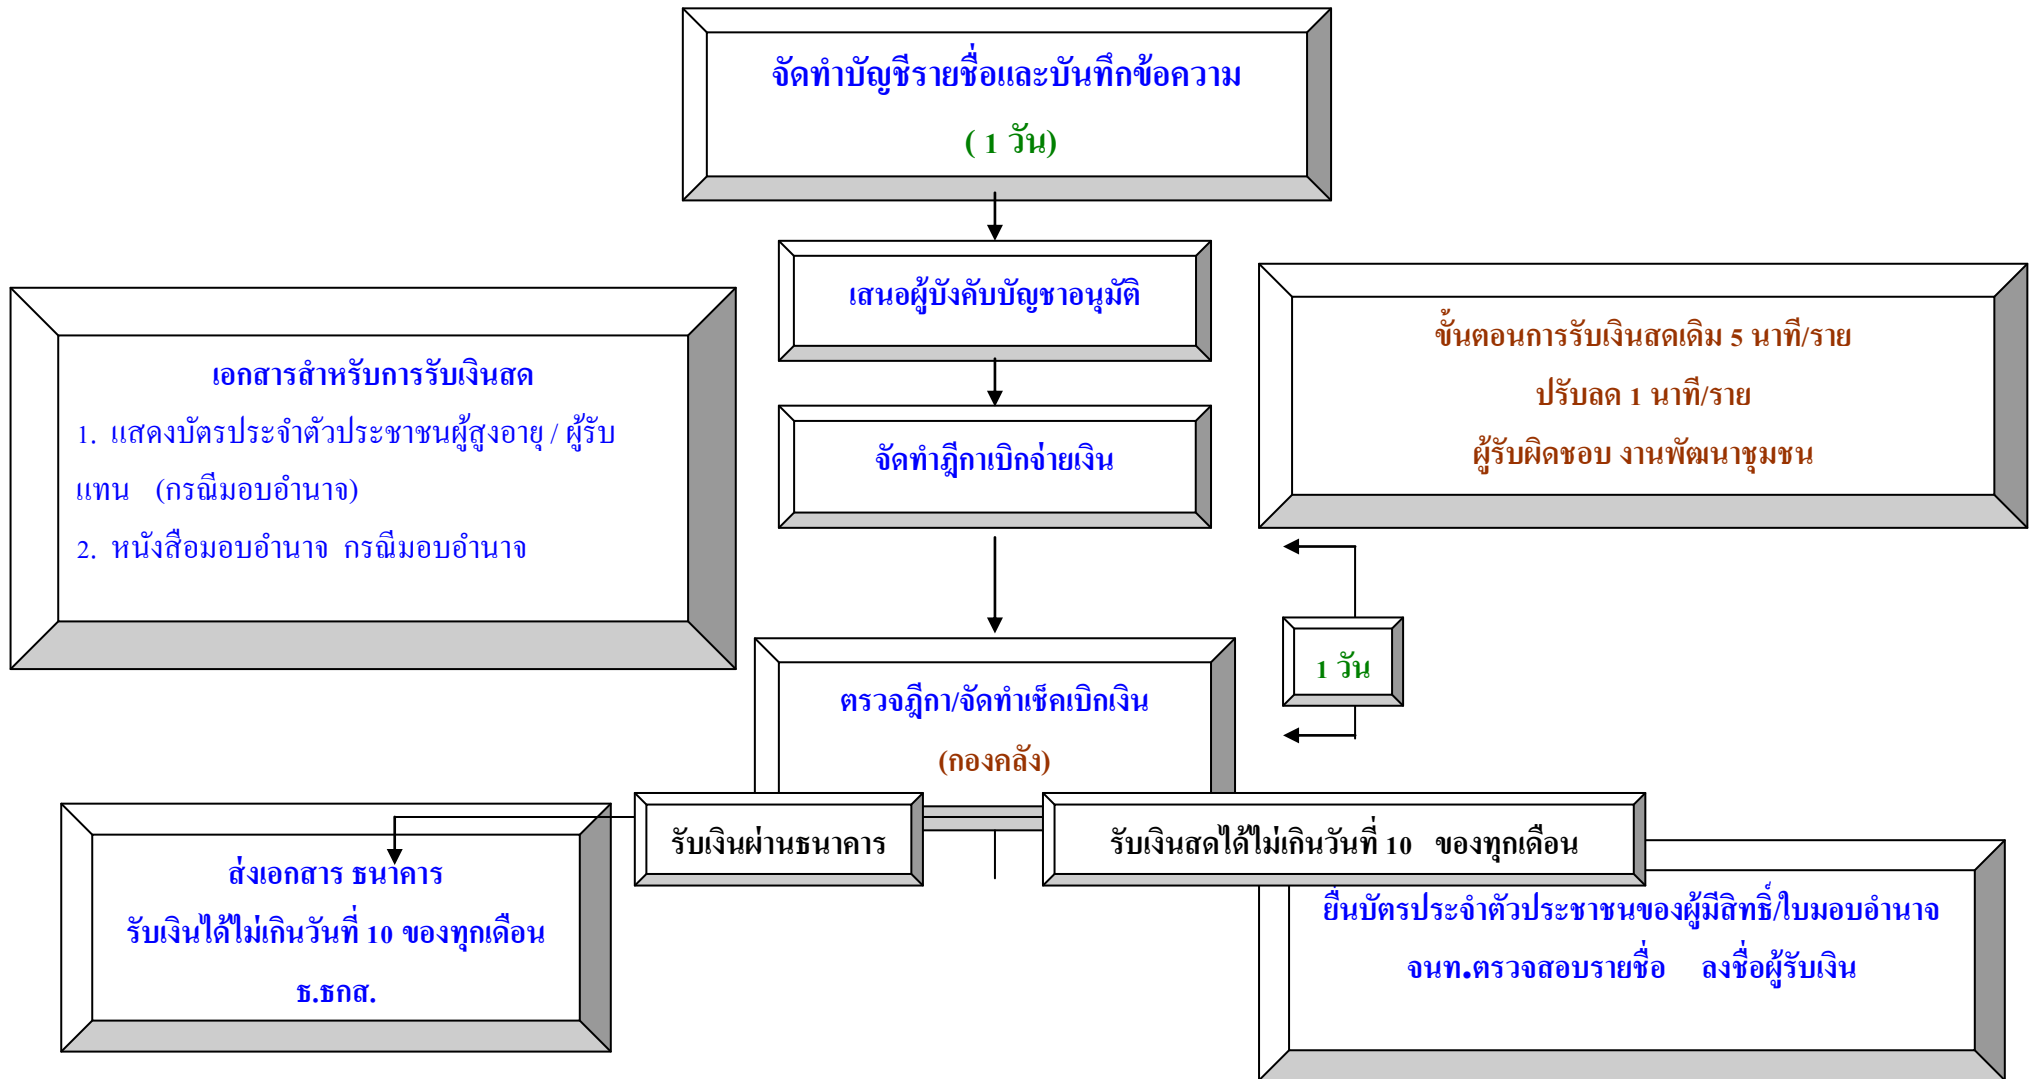 จัดทำบัญชีรายชื่อและบันทึกข้อความ
( 1 วัน)
เสนอผู้บังคับบัญชาอนุมัติ
เอกสารสำหรับการรับเงินสด
1. แสดงบัตรประจำตัวประชาชนผู้สูงอายุ / ผู้รับ
แทน (กรณีมอบอำนาจ)
2. หนังสือมอบอำนาจ กรณีมอบอำนาจ
จัดทำฎีกาเบิกจ่ายเงิน
ขั้นตอนการรับเงินสดเดิม 5 นาที/ราย
ปรับลด 1 นาที/ราย
ผู้รับผิดชอบ งานพัฒนาชุมชน
1 วัน
ตรวจฎีกา/จัดทำเช็คเบิกเงิน
(กองคลัง)
รับเงินผ่านธนาคาร
รับเงินสดได้ไม่เกินวันที่ 10 ของทุกเดือน
ส่งเอกสาร ธนาคาร
รับเงินได้ไม่เกินวันที่ 10 ของทุกเดือน
ธ.ธกส.
ยื่นบัตรประจำตัวประชาชนของผู้มีสิทธิ์/ใบมอบอำนาจ
จนท.ตรวจสอบรายชื่อ ลงชื่อผู้รับเงิน